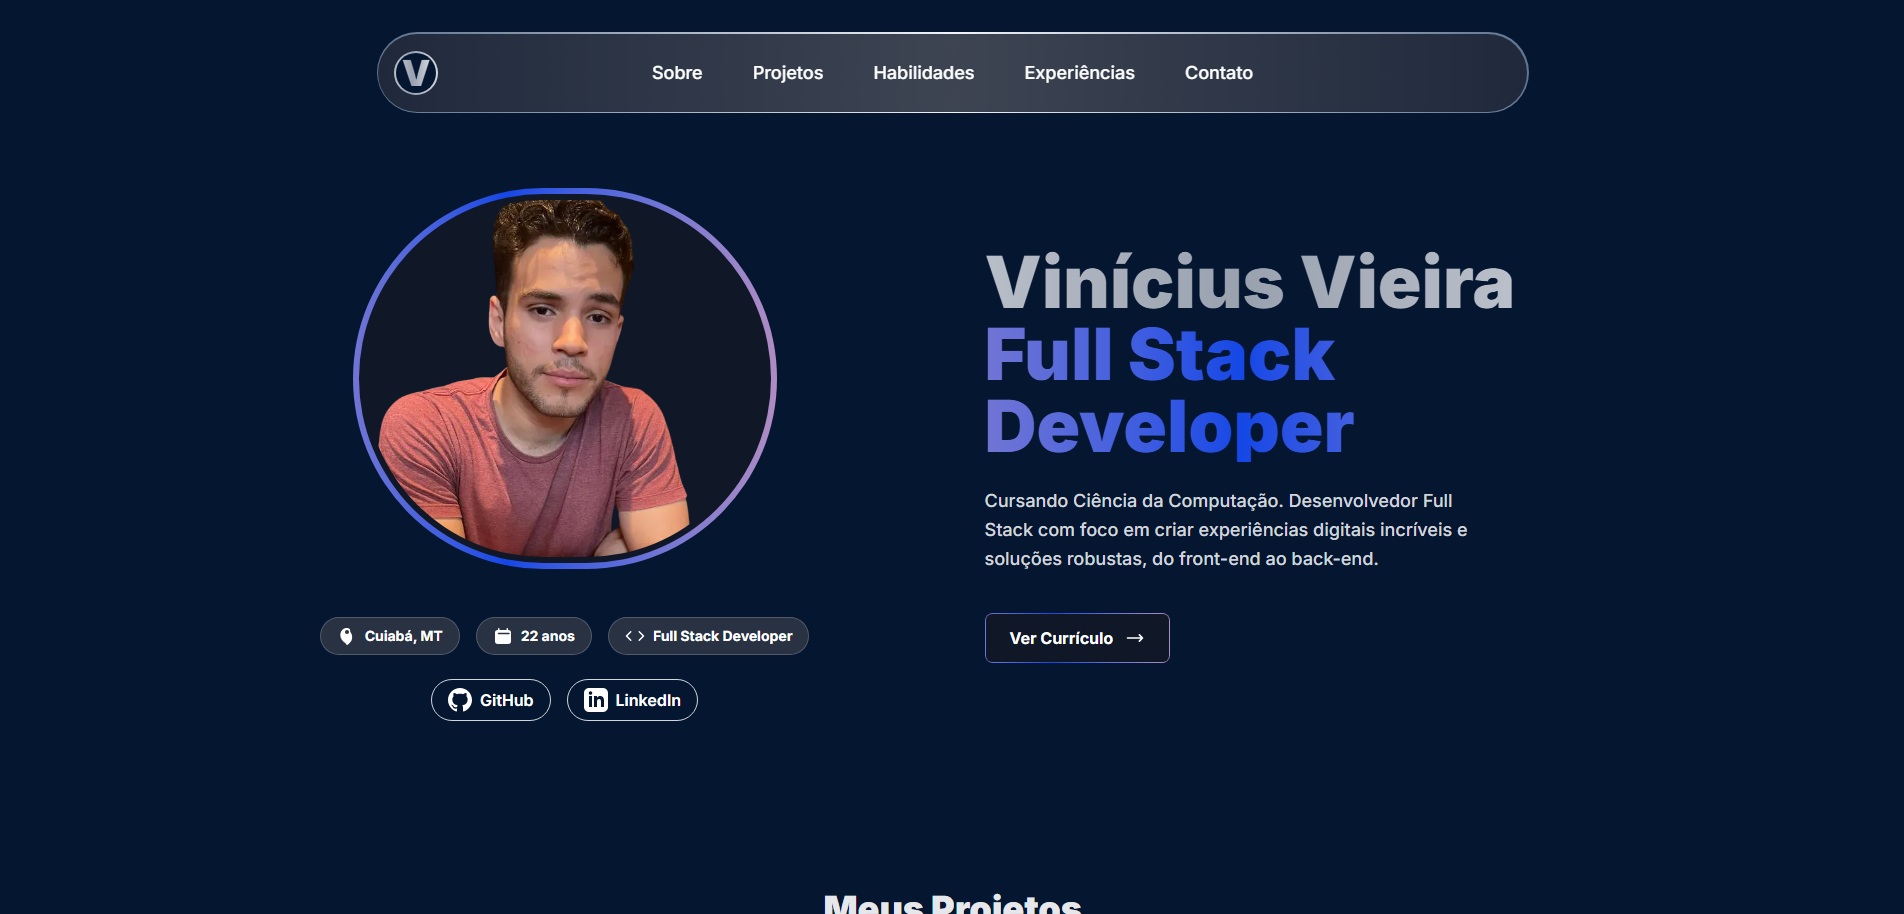 V
Sobre Projetos Habilidades Experiências Contato
Vinícius Vieira
Full Stack
Developer
Cursando Ciência da Computação. Desenvolvedor Full
Stack com foco em criar experiências digitais incríveis e
soluções robustas, do front-end ao back-end.
Ver Currículo →
Cuiabá, MT
22 anos
Full Stack Developer
GitHub
in LinkedIn
Meus Projetos